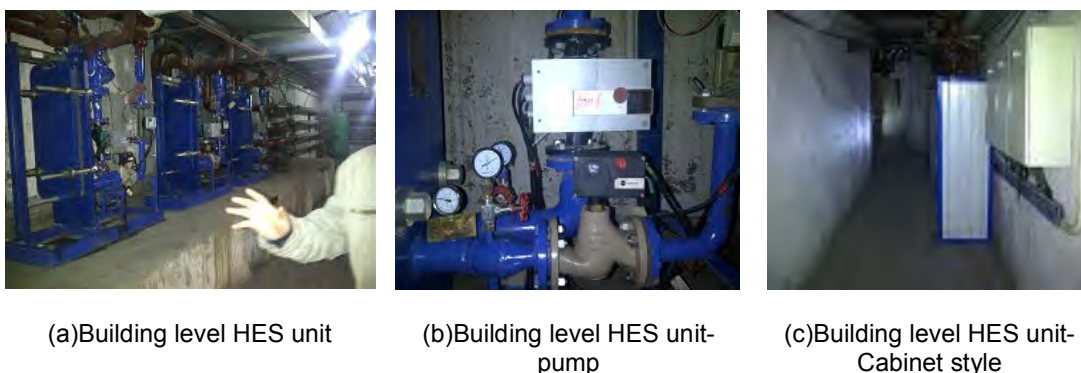 (a)Building level HES unit
(b)Building level HES unit-
pump
(c)Building level HES unit-
Cabinet style